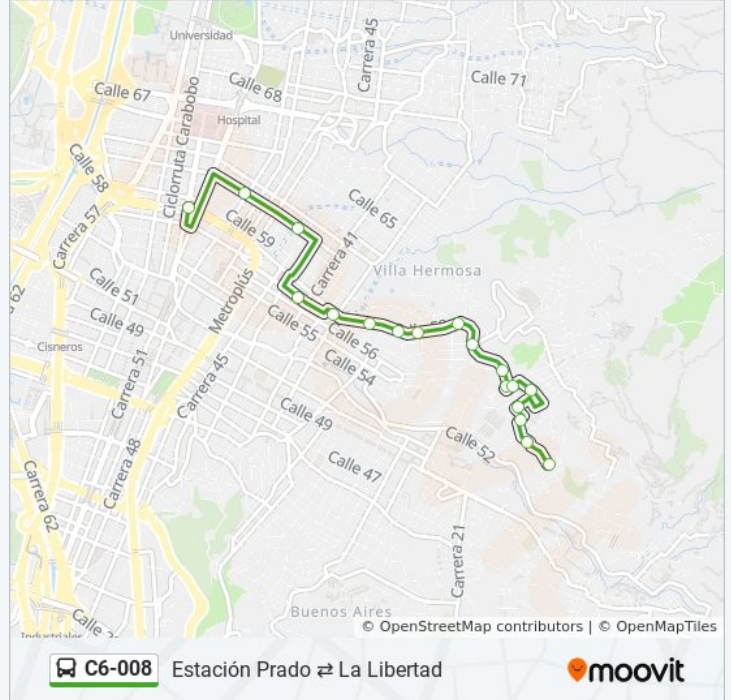 Universidad
Carrera 45
Calle 71
Calle 68
Calle 67
Ciclorruta Carabobo
Hospital
Calle 58
Carrera 57
Calle 65
Calle 59
Carrera 41
Villa Hermosa
Calle 51
Metroplús
62
Calle 49
Calle 55
Calle 56
Cisneros
Carrera 51
Carrera 45
Calle 54
Calle 49
Calle 52
Carrera 48
Calle 47
Carrera 62
Carrera 21
Buenos Aires
© OpenStreetMap contributors | © OpenMapTiles
C6-008 Estación Prado ⇄ La Libertad
moovit